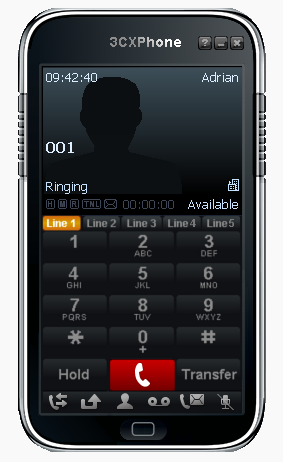 3CXPhone ? _ X
09:42:40 Adrian
001
Ringing
H M R TNL 00:00:00 Available
Line 1 Line 2 Line 3 Line 4 Line 5
1 2 3
ABC DEF
4 5 6
GHI JKL MNO
7 8 9
PQRS TUV WXYZ
* 0 #
+
Hold Transfer